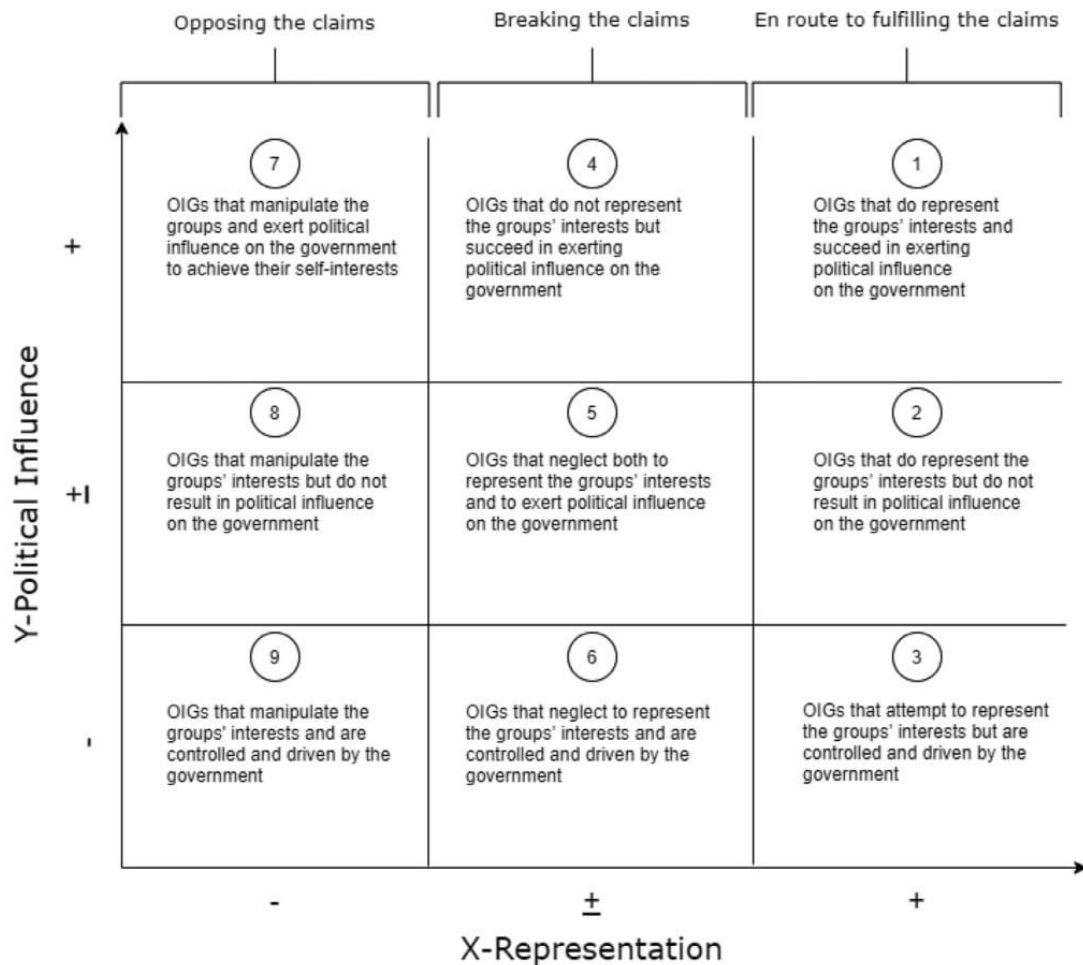 Opposing the claims
Breaking the claims
En route to fulfilling the claims
7
OIGs that manipulate the
groups and exert political
influence on the government
to achieve their self-interests
4
OIGs that do not represent
the groups' interests but
succeed in exerting
political influence on the
government
1
OIGs that do represent
the groups' interests and
succeed in exerting
political influence
on the government
+
8
OIGs that manipulate the
groups' interests but do not
result in political influence
on the government
5
OIGs that neglect both to
represent the groups' interests
and to exert political influence
on the government
2
OIGs that do represent the
groups' interests but do not
result in political influence
on the government
±
Y-Political Influence
9
OIGs that manipulate the
groups' interests and are
controlled and driven by the
government
6
OIGs that neglect to represent
the groups' interests and are
controlled and driven by the
government
3
OIGs that attempt to represent
the groups' interests but are
controlled and driven by the
government
-
-
±
+
X-Representation